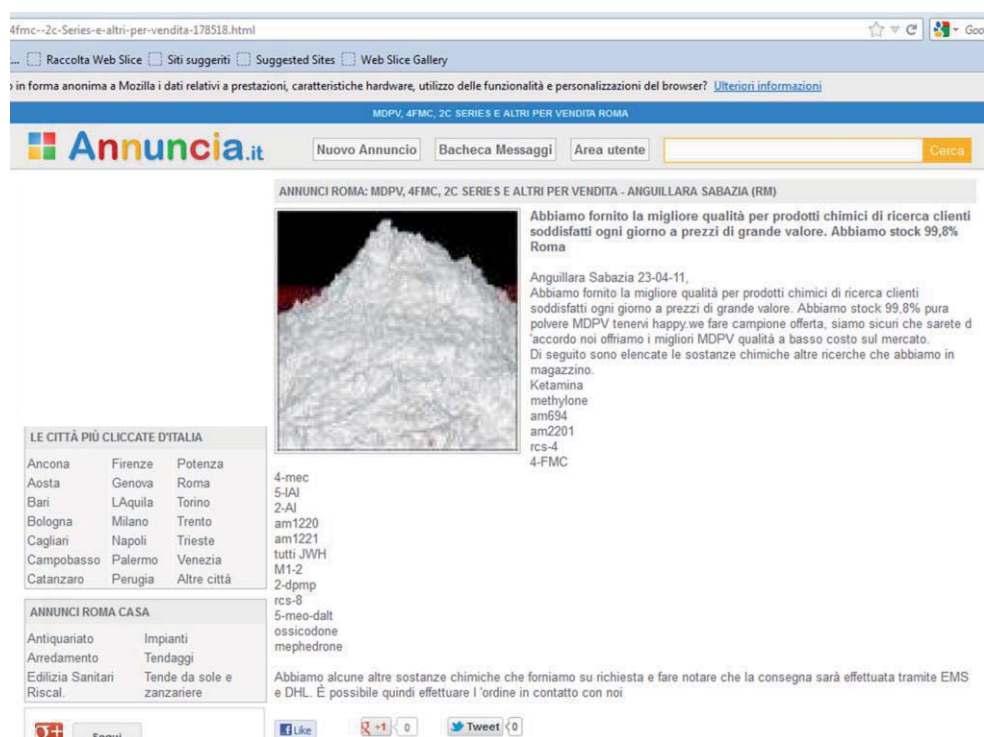 4fmc--2c-Series-e-altri-per-vendita-178518.html
Goo
... Raccolta Web Slice Siti suggeriti Suggested Sites Web Slice Gallery
o in forma anonima a Mozilla i dati relativi a prestazioni, caratteristiche hardware, utilizzo delle funzionalità e personalizzazioni del browser? Ulteriori informazioni
MDPV, 4FMC, 2C SERIES E ALTRI PER VENDITA ROMA
Annuncia.it
Nuovo Annuncio Bacheca Messaggi Area utente Cerca
ANNUNCI ROMA: MDPV, 4FMC, 2C SERIES E ALTRI PER VENDITA - ANGUILLARA SABAZIA (RM)
Abbiamo fornito la migliore qualità per prodotti chimici di ricerca clienti
soddisfatti ogni giorno a prezzi di grande valore. Abbiamo stock 99,8%
Roma
Anguillara Sabazia 23-04-11,
Abbiamo fornito la migliore qualità per prodotti chimici di ricerca clienti
soddisfatti ogni giorno a prezzi di grande valore. Abbiamo stock 99,8% pura
polvere MDPV tenervi happy.we fare campione offerta, siamo sicuri che sarete d
'accordo noi offriamo i migliori MDPV qualità a basso costo sul mercato.
Di seguito sono elencate le sostanze chimiche altre ricerche che abbiamo in
magazzino.
Ketamina
methylone
am694
am2201
rcs-4
4-FMC
4-mec
5-IAI
2-AI
am1220
am1221
tutti JWH
M1-2
2-dpmp
rcs-8
5-meo-dalt
ossicodone
mephedrone
Abbiamo alcune altre sostanze chimiche che forniamo su richiesta e fare notare che la consegna sarà effettuata tramite EMS
e DHL. È possibile quindi effettuare l 'ordine in contatto con noi
Like +1 0 Tweet 0
LE CITTÀ PIÙ CLICCATE D'ITALIA
Ancona Firenze Potenza
Aosta Genova Roma
Bari LAquila Torino
Bologna Milano Trento
Cagliari Napoli Trieste
Campobasso Palermo Venezia
Catanzaro Perugia Altre città
ANNUNCI ROMA CASA
Antiquariato Impianti
Arredamento Tendaggi
Edilizia Sanitari Tende da sole e
Riscal. zanzariere
Segui